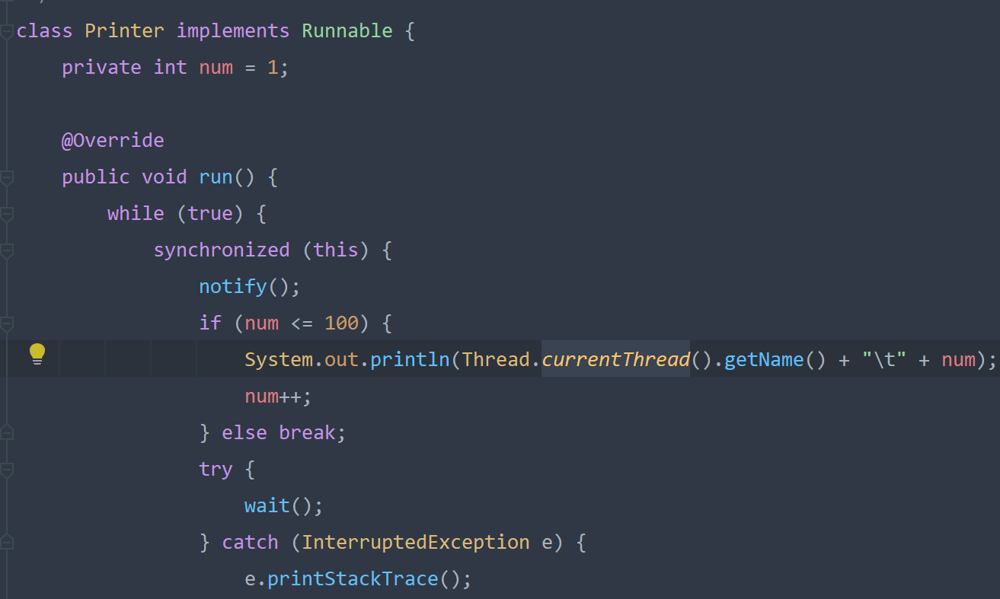 class Printer implements Runnable {
    private int num = 1;

    @Override
    public void run() {
        while (true) {
            synchronized (this) {
                notify();
                if (num <= 100) {
                    System.out.println(Thread.currentThread().getName() + "\t" + num);
                    num++;
                } else break;
                try {
                    wait();
                } catch (InterruptedException e) {
                    e.printStackTrace();